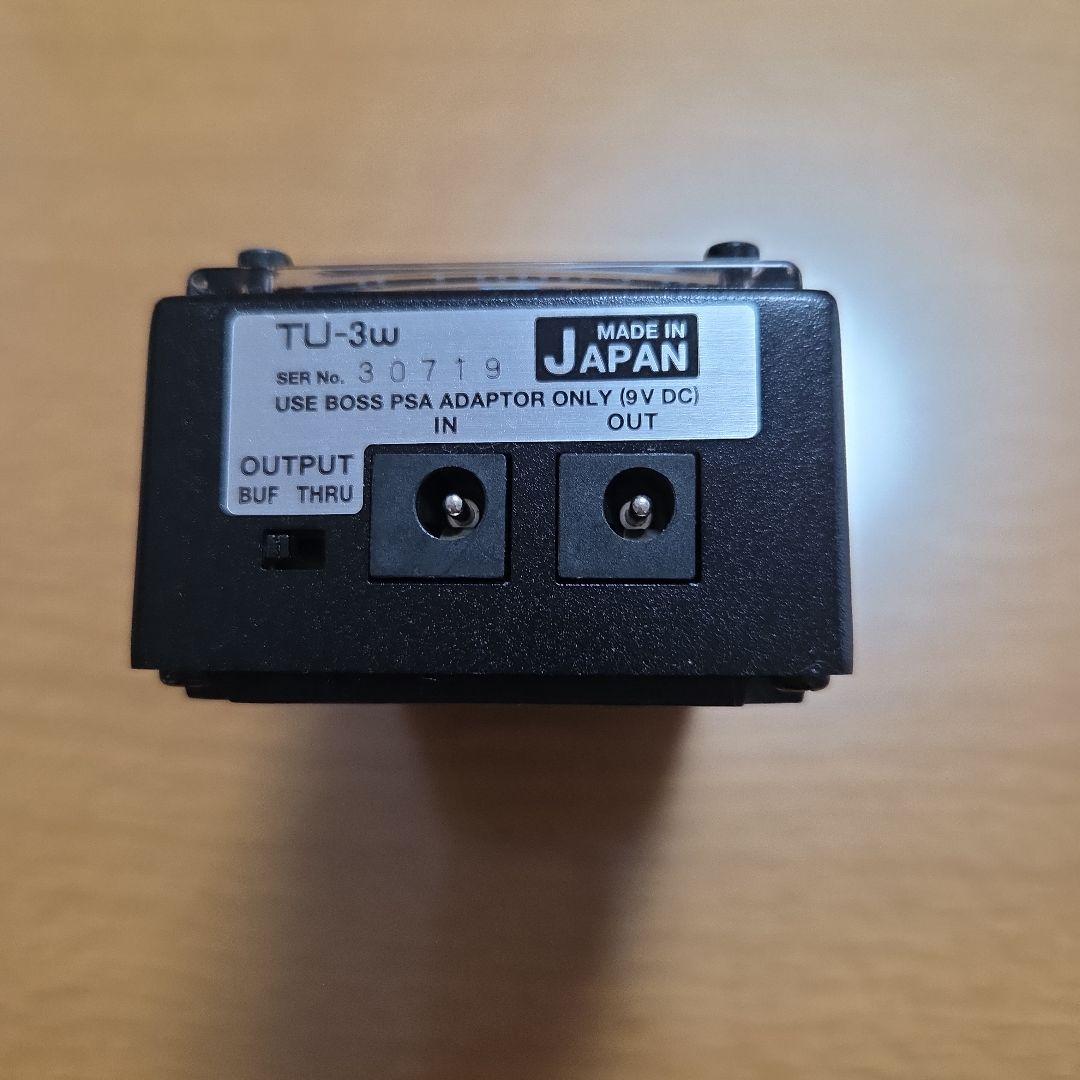 TU-3w
MADE IN
JAPAN
SER No. 30719
USE BOSS PSA ADAPTOR ONLY (9V DC)
IN OUT
OUTPUT
BUF THRU